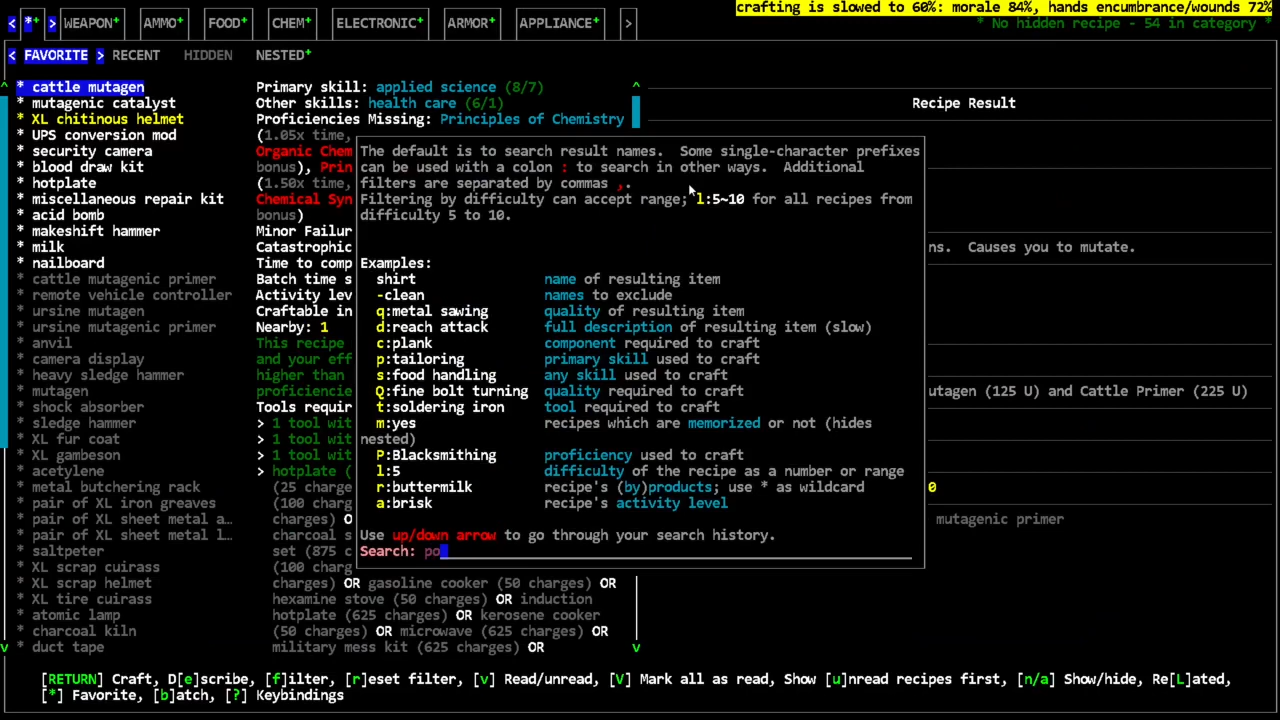 crafting is slowed to 60%: morale 84%, hands encumbrance/wounds 72%
< *⁺ > WEAPON⁺ AMMO⁺ FOOD⁺ CHEM⁺ ELECTRONIC⁺ ARMOR⁺ APPLIANCE⁺ >
* No hidden recipe - 54 in category *
< FAVORITE > RECENT HIDDEN NESTED⁺
* cattle mutagen Primary skill: applied science (8/7)
* mutagenic catalyst Other skills: health care (6/1) Recipe Result
* XL chitinous helmet Proficiencies Missing: Principles of Chemistry
* UPS conversion mod (1.05x time,
* security camera Organic Chem
* blood draw kit bonus), Prin
* hotplate (1.50x time,
* miscellaneous repair kit Chemical Syn
* acid bomb bonus)
* makeshift hammer Minor Failur
* milk Catastrophic ns. Causes you to mutate.
* nailboard Time to comp
* cattle mutagenic primer Batch time s
* remote vehicle controller Activity lev
* ursine mutagen Craftable in
* ursine mutagenic primer Nearby: 1
* anvil This recipe
* camera display and your eff
* heavy sledge hammer higher than
* mutagen proficiencie utagen (125 U) and Cattle Primer (225 U)
* shock absorber Tools requir
* sledge hammer > 1 tool wit
* XL fur coat > 1 tool wit
* XL gambeson > 1 tool wit
* acetylene > hotplate (
* metal butchering rack (25 charges 0
* pair of XL iron greaves (100 charg
* pair of XL sheet metal a… charges) O mutagenic primer
* pair of XL sheet metal l… charcoal s
* saltpeter set (875 c
* XL scrap cuirass (100 charg
* XL scrap helmet charges) OR gasoline cooker (50 charges) OR
* XL tire cuirass hexamine stove (50 charges) OR induction
* atomic lamp hotplate (625 charges) OR kerosene cooker
* charcoal kiln (50 charges) OR microwave (625 charges) OR
* duct tape military mess kit (625 charges) OR
The default is to search result names. Some single-character prefixes
can be used with a colon : to search in other ways. Additional
filters are separated by commas ,.
Filtering by difficulty can accept range; l:5~10 for all recipes from
difficulty 5 to 10.
Examples:
shirt name of resulting item
-clean names to exclude
q:metal sawing quality of resulting item
d:reach attack full description of resulting item (slow)
c:plank component required to craft
p:tailoring primary skill used to craft
s:food handling any skill used to craft
Q:fine bolt turning quality required to craft
t:soldering iron tool required to craft
m:yes recipes which are memorized or not (hides
nested)
P:Blacksmithing proficiency used to craft
l:5 difficulty of the recipe as a number or range
r:buttermilk recipe's (by)products; use * as wildcard
a:brisk recipe's activity level
Use up/down arrow to go through your search history.
Search: po
[RETURN] Craft, D[e]scribe, [f]ilter, [r]eset filter, [v] Read/unread, [V] Mark all as read, Show [u]nread recipes first, [n/a] Show/hide, Re[L]ated,
[*] Favorite, [b]atch, [?] Keybindings